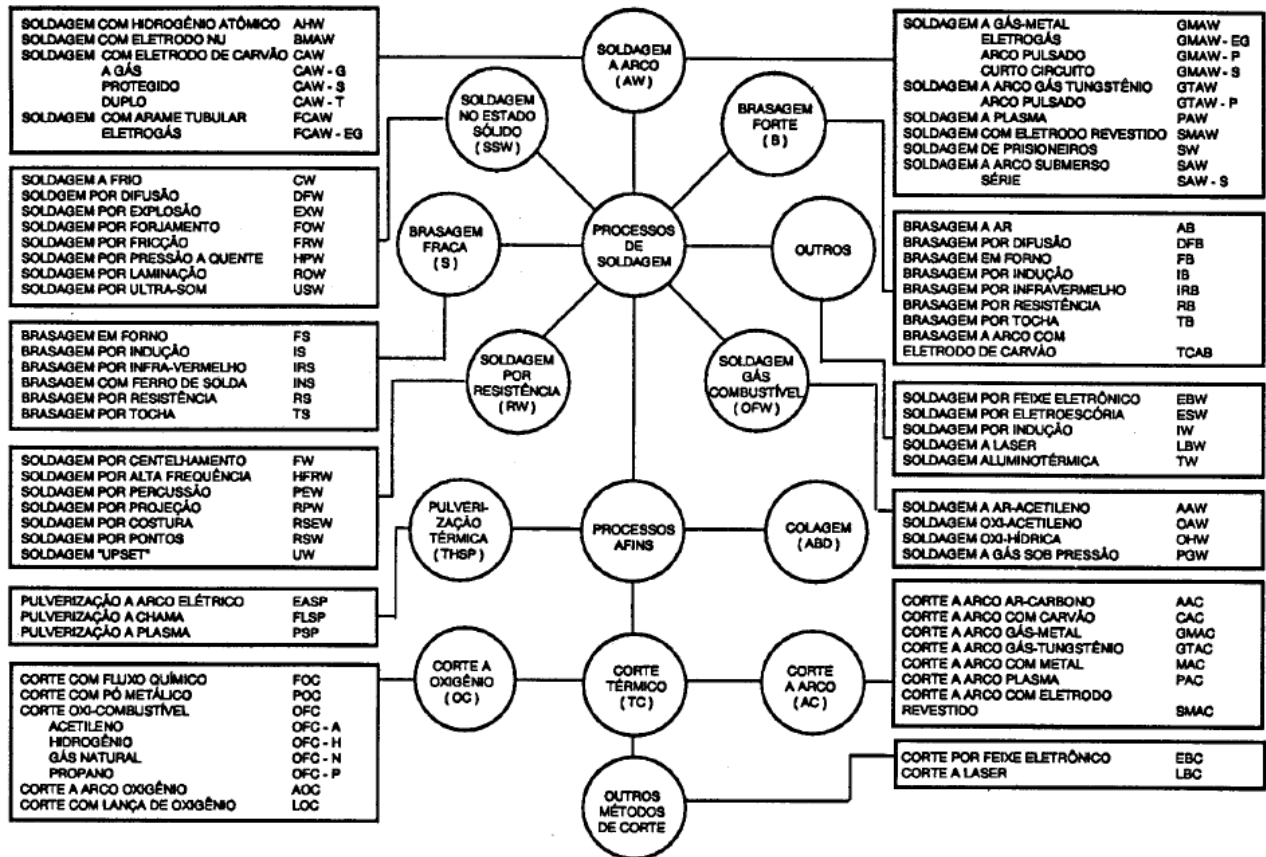 SOLDAGEM COM HIDROGÊNIO ATÔMICO AHW
SOLDAGEM COM ELETRODO NU BMAW
SOLDAGEM COM ELETRODO DE CARVÃO CAW
A GÁS CAW - G
PROTEGIDO CAW - S
DUPLO CAW - T
SOLDAGEM COM ARAME TUBULAR FCAW
ELETROGÁS FCAW - EG
SOLDAGEM A FRIO CW
SOLDGEM POR DIFUSÃO DFW
SOLDAGEM POR EXPLOSÃO EXW
SOLDAGEM POR FORJAMENTO FOW
SOLDAGEM POR FRICÇÃO FRW
SOLDAGEM POR PRESSÃO A QUENTE HPW
SOLDAGEM POR LAMINAÇÃO ROW
SOLDAGEM POR ULTRA-SOM USW
BRASAGEM EM FORNO FS
BRASAGEM POR INDUÇÃO IS
BRASAGEM POR INFRA-VERMELHO IRS
BRASAGEM COM FERRO DE SOLDA INS
BRASAGEM POR RESISTÊNCIA RS
BRASAGEM POR TOCHA TS
SOLDAGEM POR CENTELHAMENTO FW
SOLDAGEM POR ALTA FREQUÊNCIA HFRW
SOLDAGEM POR PERCUSSÃO PEW
SOLDAGEM POR PROJEÇÃO RPW
SOLDAGEM POR COSTURA RSEW
SOLDAGEM POR PONTOS RSW
SOLDAGEM "UPSET" UW
PULVERIZAÇÃO A ARCO ELÉTRICO EASP
PULVERIZAÇÃO A CHAMA FLSP
PULVERIZAÇÃO A PLASMA PSP
CORTE COM FLUXO QUÍMICO FOC
CORTE COM PÓ METÁLICO POC
CORTE OXI-COMBUSTÍVEL OFC
ACETILENO OFC - A
HIDROGÊNIO OFC - H
GÁS NATURAL OFC - N
PROPANO OFC - P
CORTE A ARCO OXIGÊNIO AOC
CORTE COM LANÇA DE OXIGÊNIO LOC
SOLDAGEM
A ARCO
(AW)
SOLDAGEM
NO ESTADO
SÓLIDO
(SSW)
BRASAGEM
FORTE
(B)
BRASAGEM
FRACA
(S)
PROCESSOS
DE
SOLDAGEM
OUTROS
SOLDAGEM
POR
RESISTÊNCIA
(RW)
SOLDAGEM
GÁS
COMBUSTÍVEL
(OFW)
PULVERI-
ZAÇÃO
TÉRMICA
(THSP)
PROCESSOS
AFINS
COLAGEM
(ABD)
CORTE A
OXIGÊNIO
(OC)
CORTE
TÉRMICO
(TC)
CORTE
A ARCO
(AC)
OUTROS
MÉTODOS
DE CORTE
SOLDAGEM A GÁS-METAL GMAW
ELETROGÁS GMAW - EG
ARCO PULSADO GMAW - P
CURTO CIRCUITO GMAW - S
SOLDAGEM A ARCO GÁS TUNGSTÊNIO GTAW
ARCO PULSADO GTAW - P
SOLDAGEM A PLASMA PAW
SOLDAGEM COM ELETRODO REVESTIDO SMAW
SOLDAGEM DE PRISIONEIROS SW
SOLDAGEM A ARCO SUBMERSO SAW
SÉRIE SAW - S
BRASAGEM A AR AB
BRASAGEM POR DIFUSÃO DFB
BRASAGEM EM FORNO FB
BRASAGEM POR INDUÇÃO IB
BRASAGEM POR INFRAVERMELHO IRB
BRASAGEM POR RESISTÊNCIA RB
BRASAGEM POR TOCHA TB
BRASAGEM A ARCO COM
ELETRODO DE CARVÃO TCAB
SOLDAGEM POR FEIXE ELETRÔNICO EBW
SOLDAGEM POR ELETROESCÓRIA ESW
SOLDAGEM POR INDUÇÃO IW
SOLDAGEM A LASER LBW
SOLDAGEM ALUMINOTÉRMICA TW
SOLDAGEM A AR-ACETILENO AAW
SOLDAGEM OXI-ACETILENO OAW
SOLDAGEM OXI-HÍDRICA OHW
SOLDAGEM A GÁS SOB PRESSÃO PGW
CORTE A ARCO AR-CARBONO AAC
CORTE A ARCO COM CARVÃO CAC
CORTE A ARCO GÁS-METAL GMAC
CORTE A ARCO GÁS-TUNGSTÊNIO GTAC
CORTE A ARCO COM METAL MAC
CORTE A ARCO PLASMA PAC
CORTE A ARCO COM ELETRODO
REVESTIDO SMAC
CORTE POR FEIXE ELETRÔNICO EBC
CORTE A LASER LBC